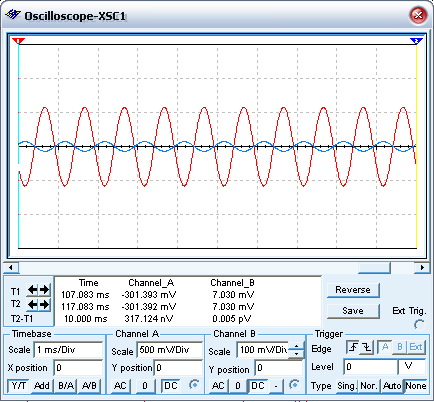 Oscilloscope-XSC1
1 2
Time Channel_A Channel_B
T1 107.083 ms -301.393 mV 7.030 mV
T2 117.083 ms -301.392 mV 7.030 mV
T2-T1 10.000 ms 317.124 nV 0.005 pV
Reverse
Save
Ext Trig.
Timebase Channel A Channel B Trigger
Scale 1 ms/Div Scale 500 mV/Div Scale 100 mV/Div Edge A B Ext
X position 0 Y position 0 Y position 0 Level 0 V
Y/T Add B/A A/B AC 0 DC AC 0 DC - Type Sing. Nor. Auto None